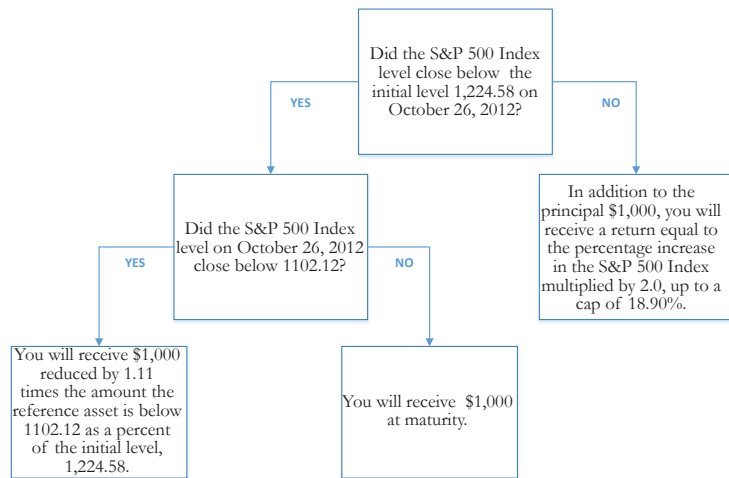 Did the S&P 500 Index
level close below the
initial level 1,224.58 on
October 26, 2012?
YES
NO
Did the S&P 500 Index
level on October 26, 2012
close below 1102.12?
In addition to the
principal $1,000, you will
receive a return equal to
the percentage increase
in the S&P 500 Index
multiplied by 2.0, up to a
cap of 18.90%.
YES
NO
You will receive $1,000
reduced by 1.11
times the amount the
reference asset is below
1102.12 as a percent
of the initial level,
1,224.58.
You will receive $1,000
at maturity.